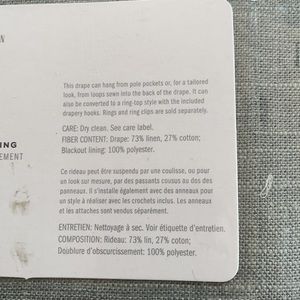 N
This drape can hang from pole pockets or, for a tailored
look, from loops sewn into the back of the drape. It can
also be converted to a ring-top style with the included
drapery hooks. Rings and ring clips are sold separately.
CARE: Dry clean. See care label.
FIBER CONTENT: Drape: 73% linen, 27% cotton;
Blackout lining: 100% polyester.
ING
EMENT
Ce rideau peut être suspendu par une coulisse, ou pour
un look sur mesure, par des passants cousus au dos des
panneaux. Il s'installe également avec des anneaux pour
un style à réaliser avec les crochets inclus. Les anneaux
et les attaches sont vendus séparément.
ENTRETIEN: Nettoyage à sec. Voir étiquette d'entretien.
COMPOSITION: Rideau: 73% lin, 27% coton;
Doublure d'obscurcissement: 100% polyester.